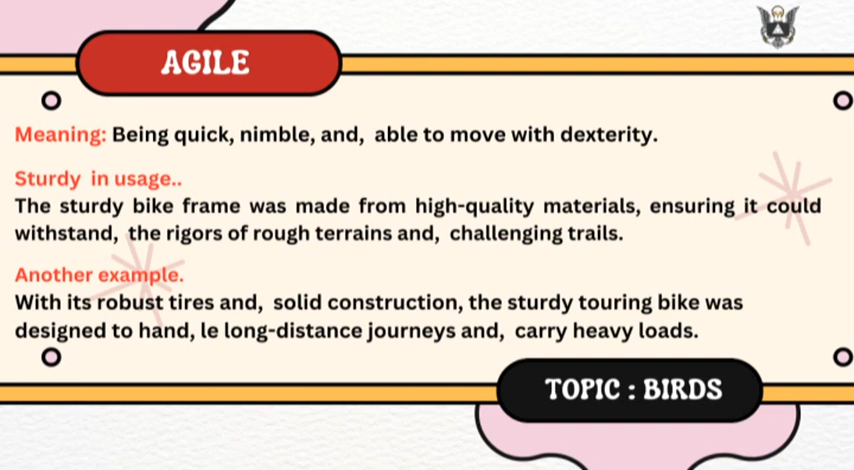 AGILE
Meaning: Being quick, nimble, and, able to move with dexterity.
Sturdy in usage..
The sturdy bike frame was made from high-quality materials, ensuring it could
withstand, the rigors of rough terrains and, challenging trails.
Another example.
With its robust tires and, solid construction, the sturdy touring bike was
designed to hand, le long-distance journeys and, carry heavy loads.
TOPIC : BIRDS